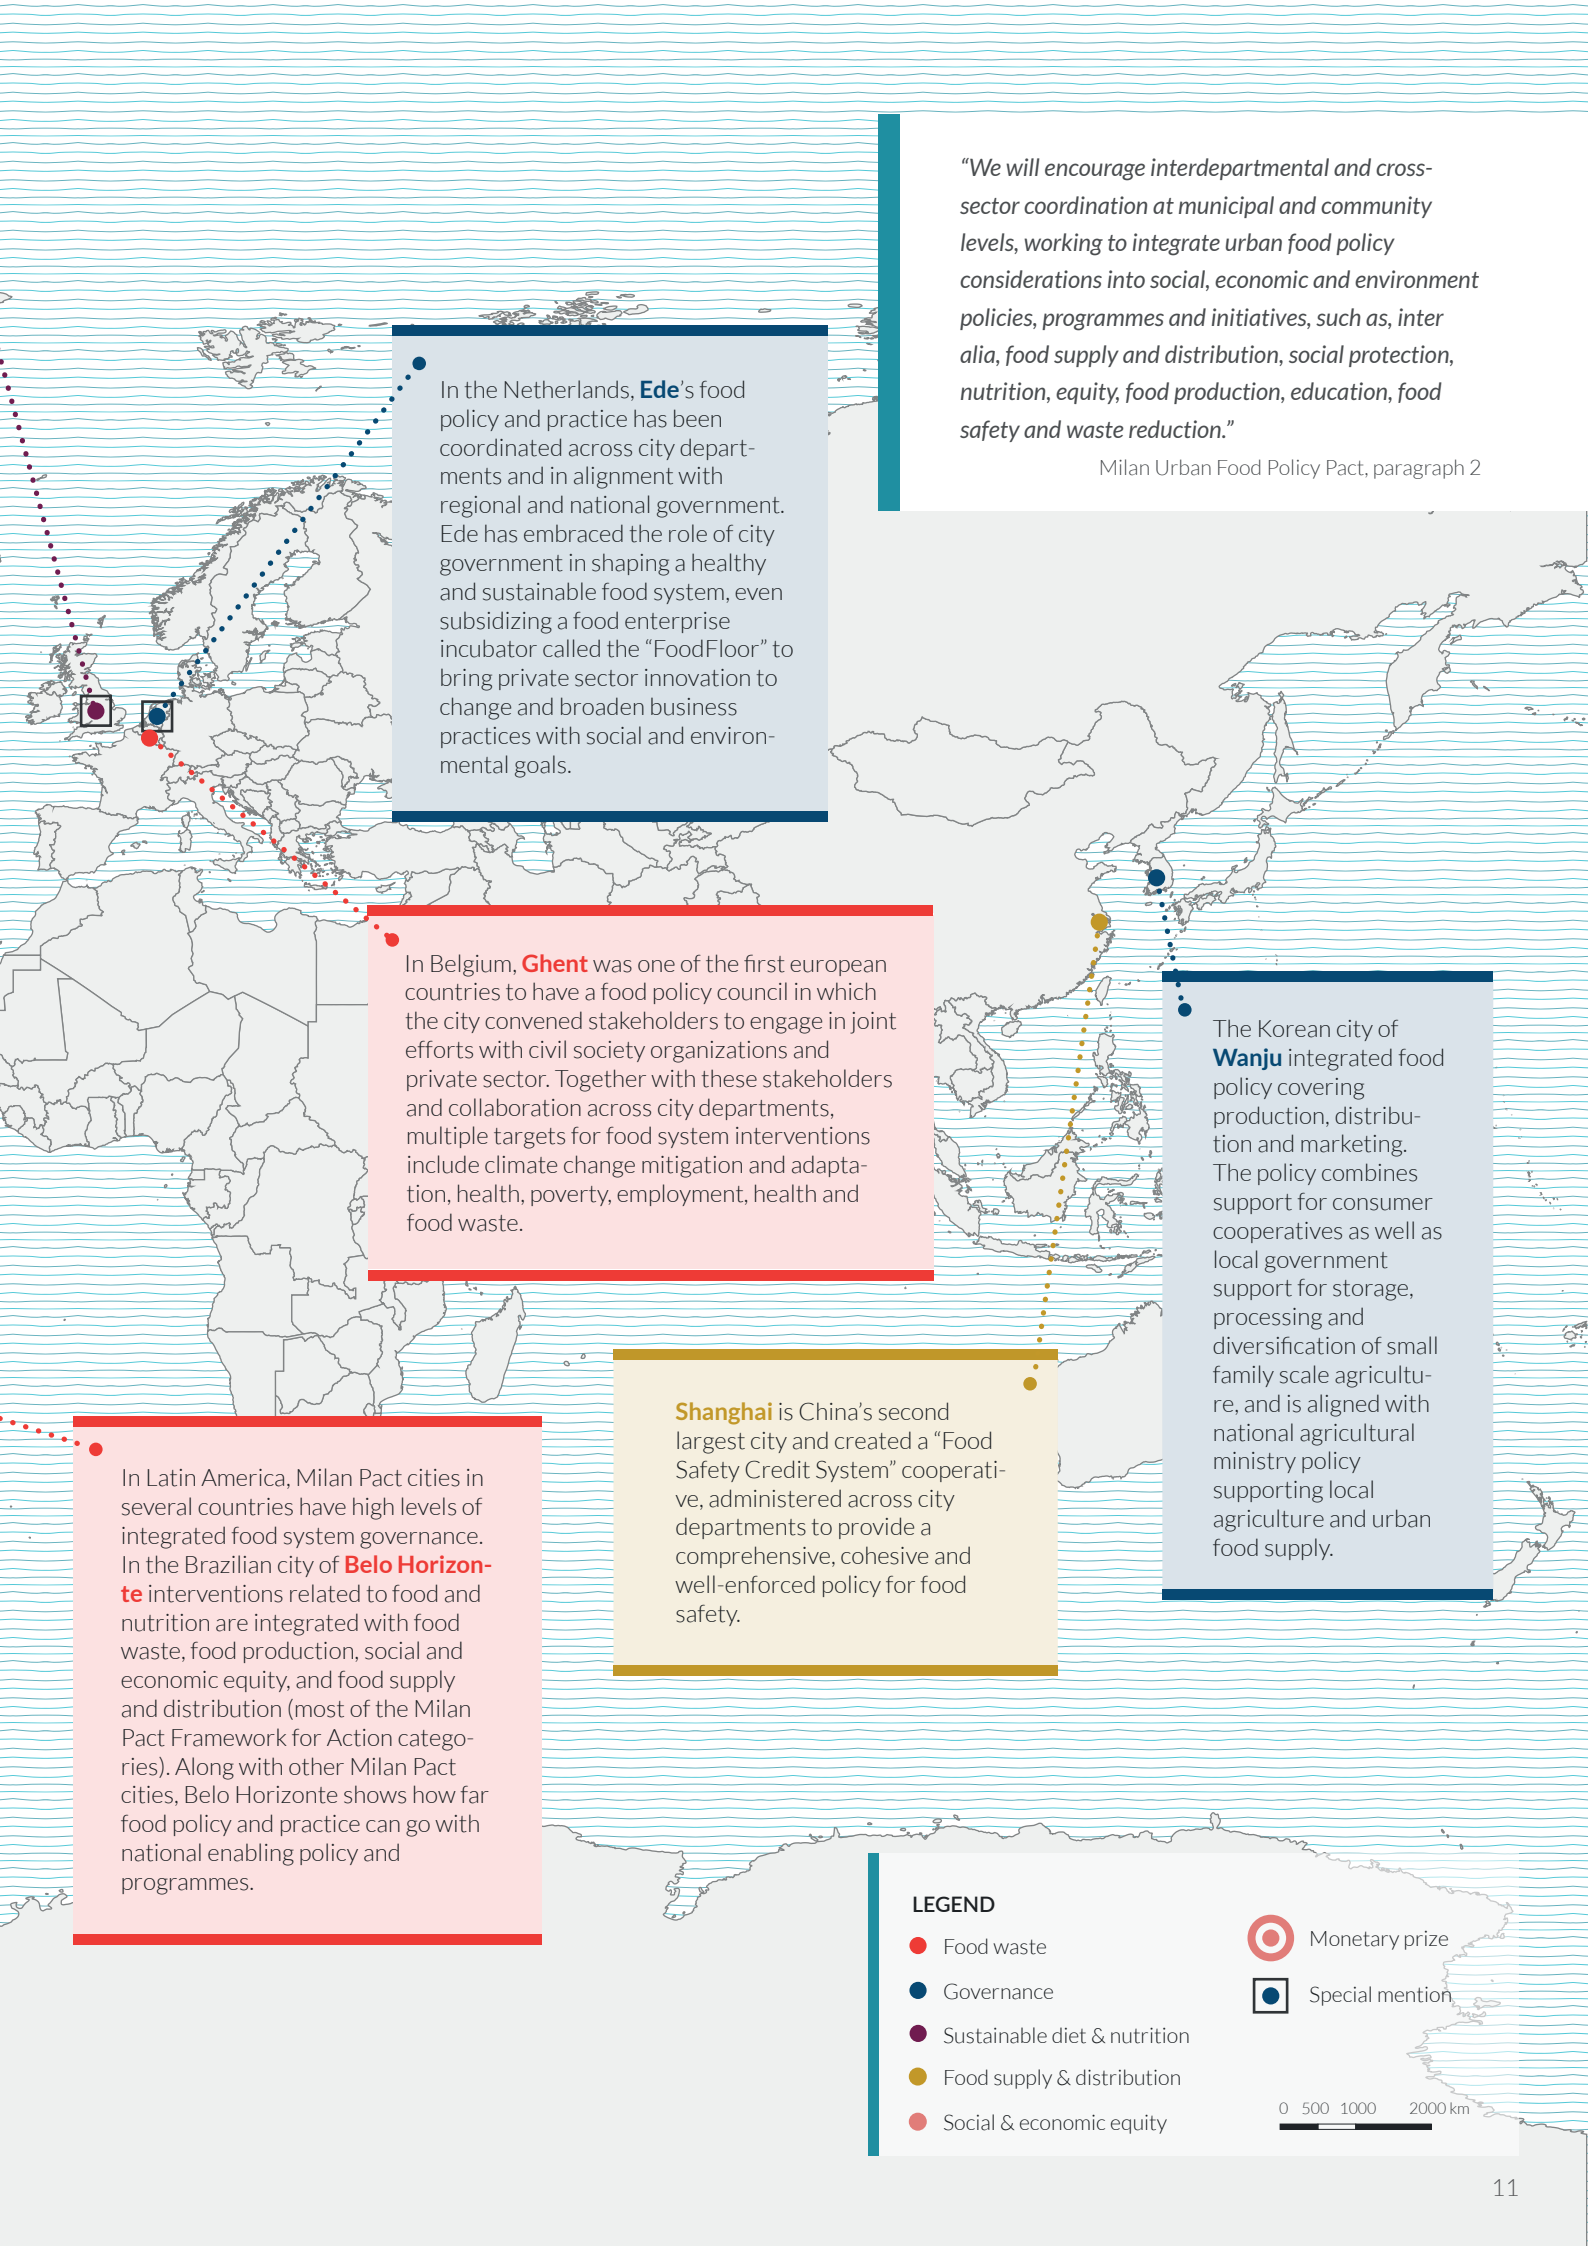 “We will encourage interdepartmental and cross-
sector coordination at municipal and community
levels, working to integrate urban food policy
considerations into social, economic and environment
policies, programmes and initiatives, such as, inter
alia, food supply and distribution, social protection,
nutrition, equity, food production, education, food
safety and waste reduction.”
Milan Urban Food Policy Pact, paragraph 2
In the Netherlands, Ede’s food
policy and practice has been
coordinated across city depart-
ments and in alignment with
regional and national government.
Ede has embraced the role of city
government in shaping a healthy
and sustainable food system, even
subsidizing a food enterprise
incubator called the “FoodFloor” to
bring private sector innovation to
change and broaden business
practices with social and environ-
mental goals.
In Belgium, Ghent was one of the first european
countries to have a food policy council in which
the city convened stakeholders to engage in joint
efforts with civil society organizations and
private sector. Together with these stakeholders
and collaboration across city departments,
multiple targets for food system interventions
include climate change mitigation and adapta-
tion, health, poverty, employment, health and
food waste.
The Korean city of
Wanju integrated food
policy covering
production, distribu-
tion and marketing.
The policy combines
support for consumer
cooperatives as well as
local government
support for storage,
processing and
diversification of small
family scale agricultu-
re, and is aligned with
national agricultural
ministry policy
supporting local
agriculture and urban
food supply.
Shanghai is China’s second
largest city and created a “Food
Safety Credit System” cooperati-
ve, administered across city
departments to provide a
comprehensive, cohesive and
well-enforced policy for food
safety.
In Latin America, Milan Pact cities in
several countries have high levels of
integrated food system governance.
In the Brazilian city of Belo Horizon-
te interventions related to food and
nutrition are integrated with food
waste, food production, social and
economic equity, and food supply
and distribution (most of the Milan
Pact Framework for Action catego-
ries). Along with other Milan Pact
cities, Belo Horizonte shows how far
food policy and practice can go with
national enabling policy and
programmes.
LEGEND
Food waste
Governance
Sustainable diet & nutrition
Food supply & distribution
Social & economic equity
Monetary prize
Special mention
0 500 1000 2000 km
11